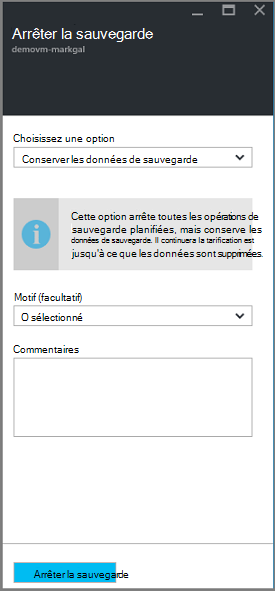 Arrêter la sauvegarde
demovm-markgal
Choisissez une option
Conserver les données de sauvegarde
Cette option arrête toutes les opérations de
sauvegarde planifiées, mais conserve les
données de sauvegarde. Il continuera la tarification est
jusqu'à ce que les données sont supprimées.
Motif (facultatif)
O sélectionné
Commentaires
Arrêter la sauvegarde